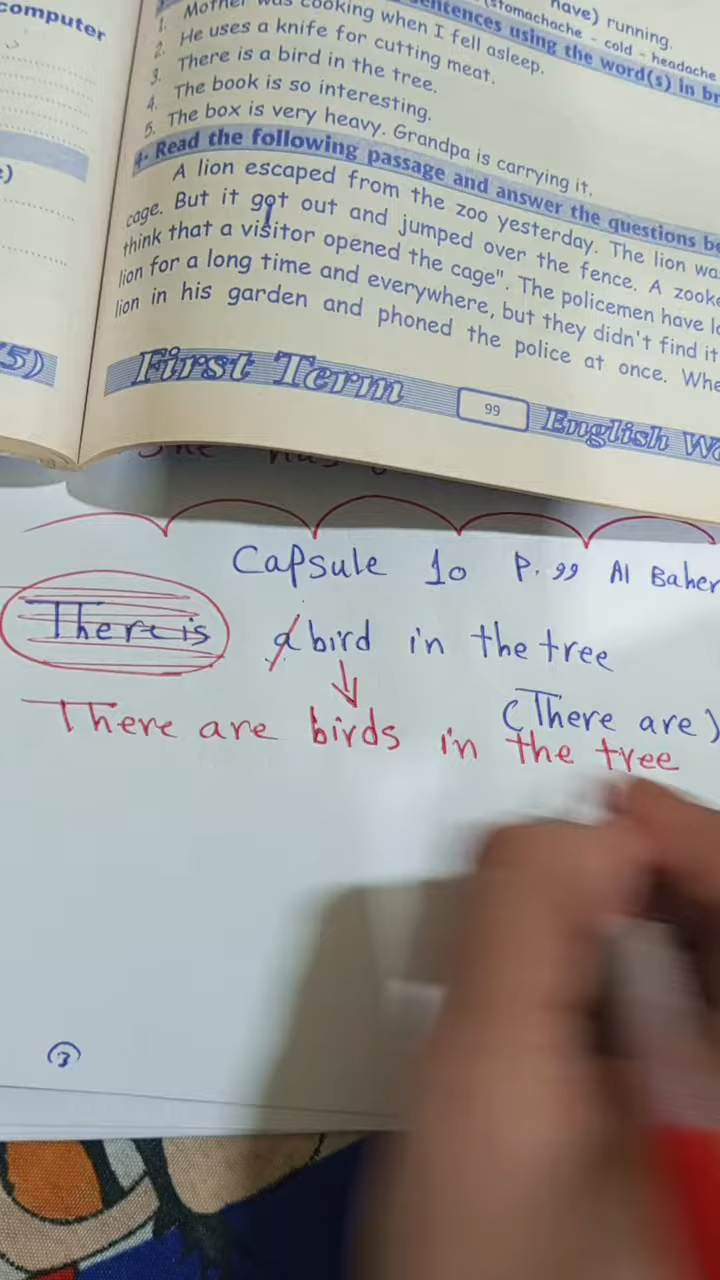 computer
have) running.
(stomachache - cold - headache
sentences using the word(s) in br
1. Mother was cooking when I fell asleep.
2. He uses a knife for cutting meat.
3. There is a bird in the tree.
4. The book is so interesting.
5. The box is very heavy. Grandpa is carrying it.
4- Read the following passage and answer the questions be
A lion escaped from the zoo yesterday. The lion wa
cage. But it got out and jumped over the fence. A zooke
think that a visitor opened the cage". The policemen have lo
lion for a long time and everywhere, but they didn't find it
lion in his garden and phoned the police at once. Whe
5)
First Term
99
English Wo
She has
Capsule 10 P. 99 Al Baher
There is a bird in the tree
(There are)
There are birds in the tree
3